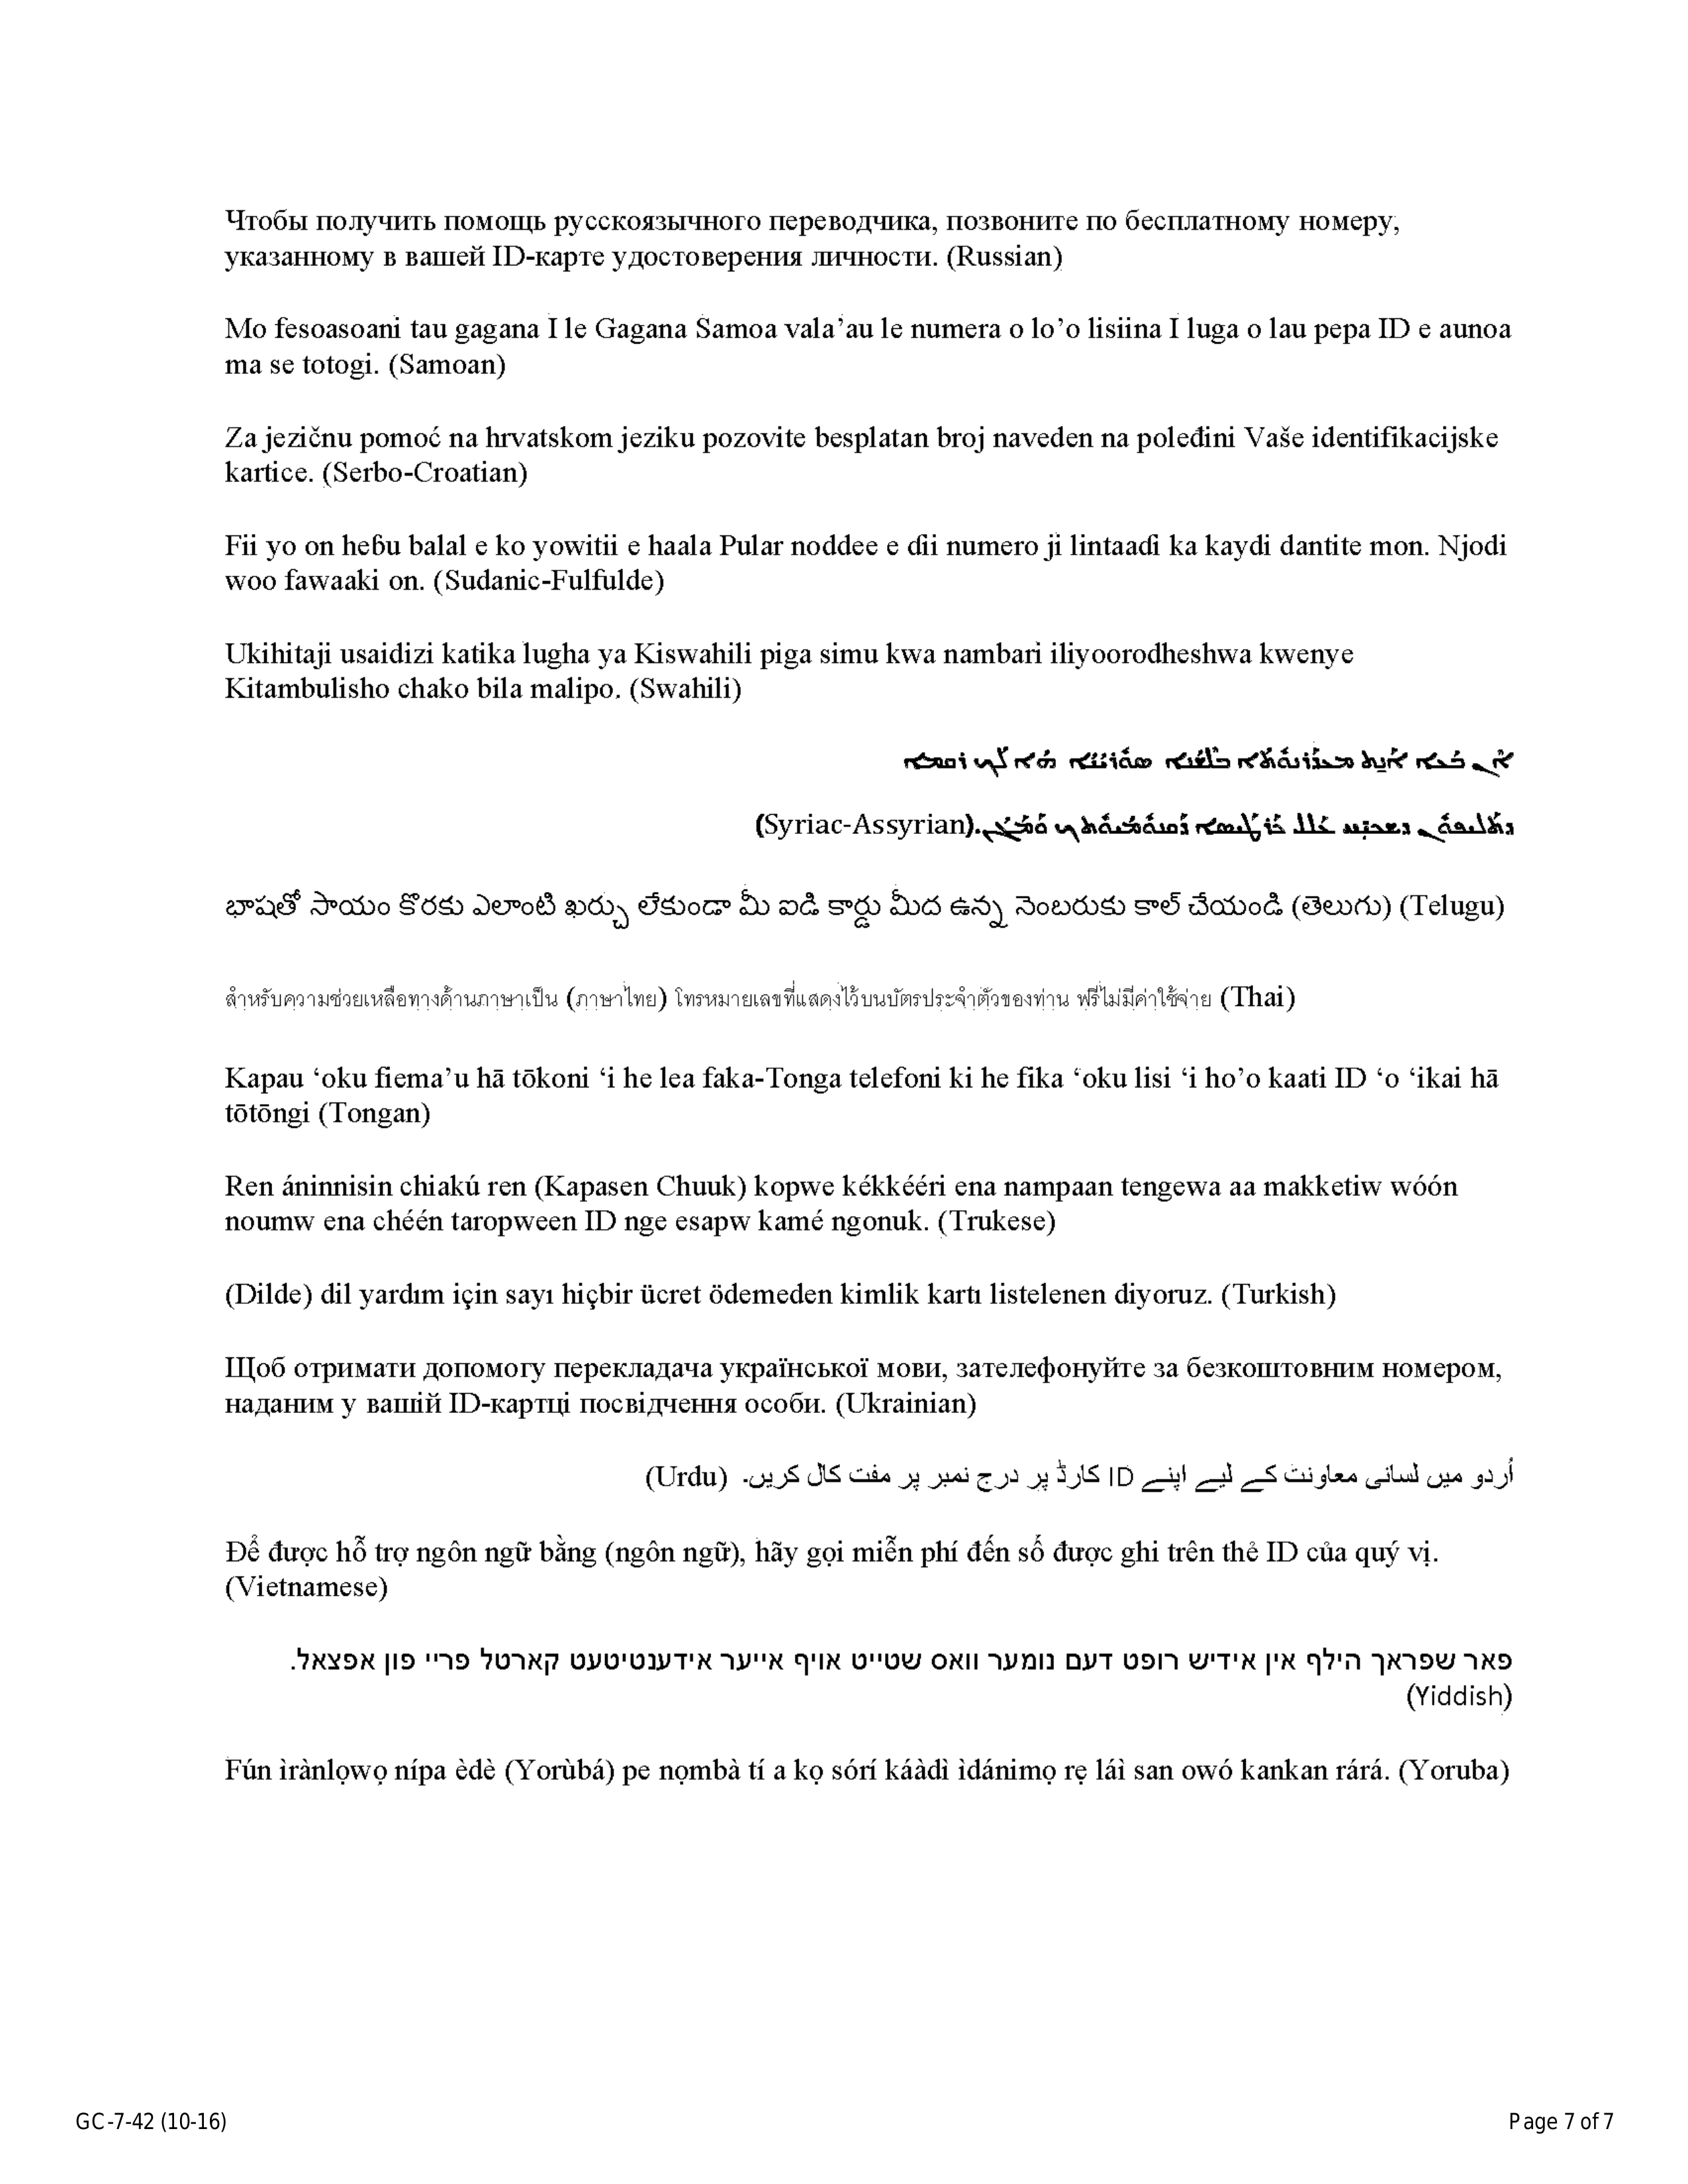 Чтобы получить помощь русскоязычного переводчика, позвоните по бесплатному номеру,
указанному в вашей ID-карте удостоверения личности. (Russian)
Mo fesoasoani tau gagana I le Gagana Samoa vala’au le numera o lo’o lisiina I luga o lau pepa ID e aunoa
ma se totogi. (Samoan)
Za jezičnu pomoć na hrvatskom jeziku pozovite besplatan broj naveden na poleđini Vaše identifikacijske
kartice. (Serbo-Croatian)
Fii yo on heɓu balal e ko yowitii e haala Pular noddee e ɗii numero ji lintaaɗi ka kaydi dantite mon. Njodi
woo fawaaki on. (Sudanic-Fulfulde)
Ukihitaji usaidizi katika lugha ya Kiswahili piga simu kwa nambari iliyoorodheshwa kwenye
Kitambulisho chako bila malipo. (Swahili)
(Syriac-Assyrian).
భాషతో సాయం కొరకు ఎలాంటి ఖర్చు లేకుండా మీ ఐడి కార్డు మీద ఉన్న నెంబరుకు కాల్ చేయండి (తెలుగు) (Telugu)
สำหรับความช่วยเหลือทางด้านภาษาเป็น (ภาษาไทย) โทรหมายเลขที่แสดงไว้บนบัตรประจำตัวของท่าน ฟรีไม่มีค่าใช้จ่าย (Thai)
Kapau ‘oku fiema’u hā tōkoni ‘i he lea faka-Tonga telefoni ki he fika ‘oku lisi ‘i ho’o kaati ID ‘o ‘ikai hā
tōtōngi (Tongan)
Ren áninnisin chiakú ren (Kapasen Chuuk) kopwe kékkééri ena nampaan tengewa aa makketiw wóón
noumw ena chéén taropween ID nge esapw kamé ngonuk. (Trukese)
(Dilde) dil yardım için sayı hiçbir ücret ödemeden kimlik kartı listelenen diyoruz. (Turkish)
Щоб отримати допомогу перекладача української мови, зателефонуйте за безкоштовним номером,
наданим у вашій ID-картці посвідчення особи. (Ukrainian)
اُردو میں لسانی معاونت کے لیے اپنے ID کارڈ پر درج نمبر پر مفت کال کریں۔ (Urdu)
Để được hỗ trợ ngôn ngữ bằng (ngôn ngữ), hãy gọi miễn phí đến số được ghi trên thẻ ID của quý vị.
(Vietnamese)
פאר שפראך הילף אין אידיש רופט דעם נומער וואס שטייט אויף אייער אידענטיטעט קארטל פריי פון אפצאל.
(Yiddish)
Fún ìrànlọwọ nípa èdè (Yorùbá) pe nọmbà tí a kọ sórí káàdì ìdánimọ rẹ láì san owó kankan rárá. (Yoruba)
GC-7-42 (10-16)
Page 7 of 7